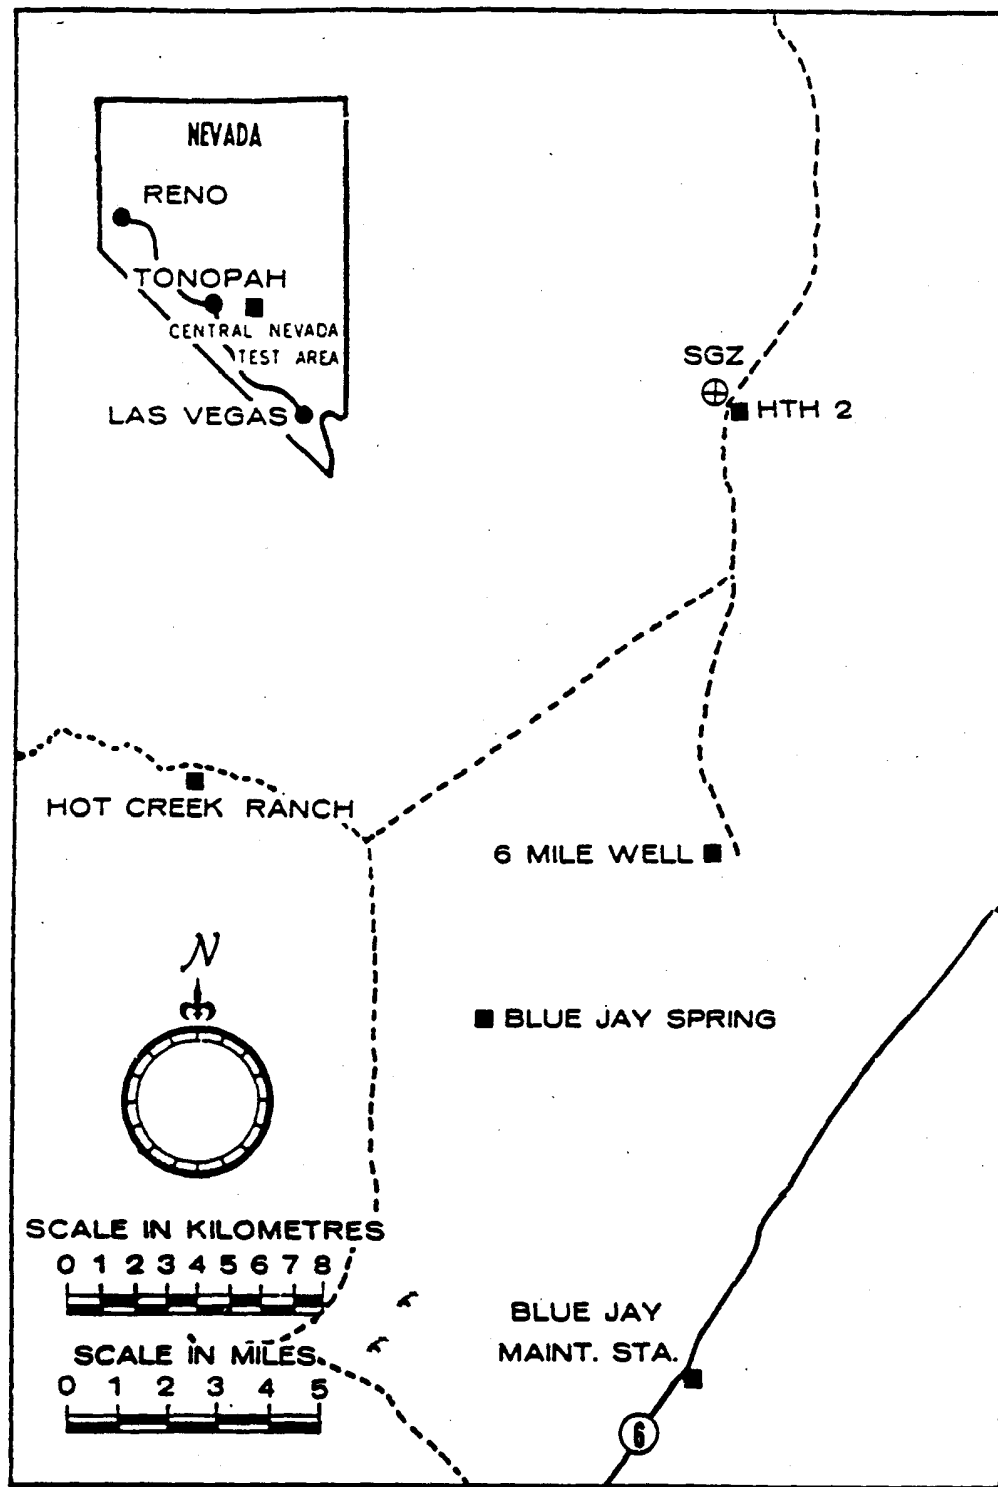 NEVADA
RENO
TONOPAH
CENTRAL NEVADA
TEST AREA
LAS VEGAS
SGZ
HTH 2
HOT CREEK RANCH
6 MILE WELL
N
BLUE JAY SPRING
SCALE IN KILOMETRES
0 1 2 3 4 5 6 7 8
SCALE IN MILES
0 1 2 3 4 5
BLUE JAY
MAINT. STA.
6